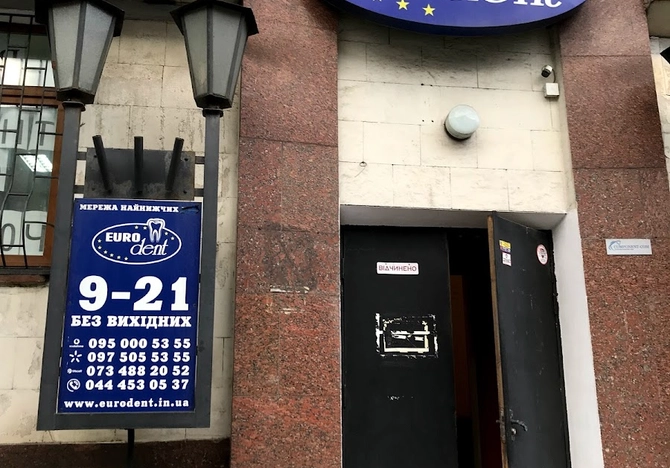 МЕРЕЖА НАЙНИЖЧИХ
EURO
dent
9-21
БЕЗ ВИХІДНИХ
095 000 53 55
097 505 53 55
073 488 20 52
044 453 05 37
www.eurodent.in.ua
ВІДЧИНЕНО